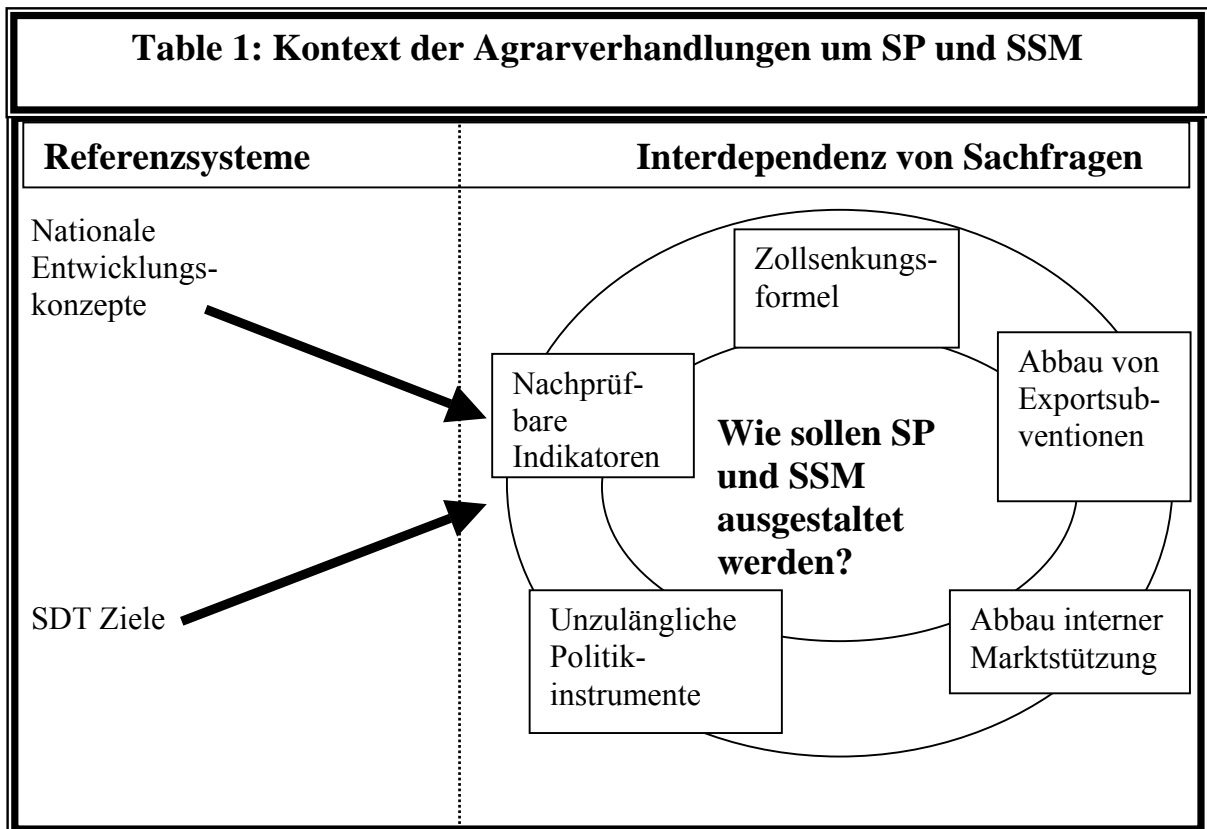 Table 1: Kontext der Agrarverhandlungen um SP und SSM
Referenzsysteme
Interdependenz von Sachfragen
Nationale
Entwicklungs-
konzepte
SDT Ziele
Zollsenkungs-
formel
Nachprüf-
bare
Indikatoren
Abbau von
Exportsub-
ventionen
Wie sollen SP
und SSM
ausgestaltet
werden?
Unzulängliche
Politik-
instrumente
Abbau interner
Marktstützung